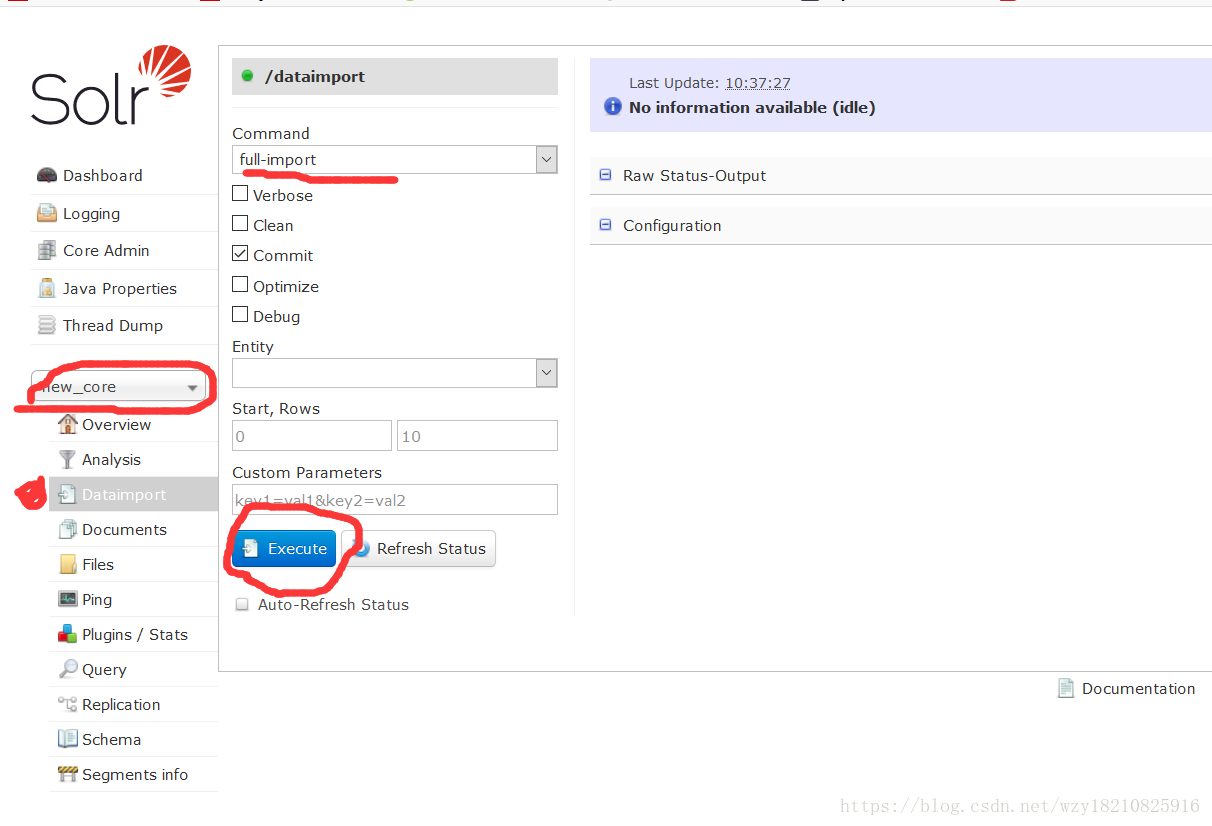 Solr
Dashboard
Logging
Core Admin
Java Properties
Thread Dump
new_core
Overview
Analysis
Dataimport
Documents
Files
Ping
Plugins / Stats
Query
Replication
Schema
Segments info
/dataimport
Command
full-import
Verbose
Clean
Commit
Optimize
Debug
Entity
Start, Rows
0 10
Custom Parameters
key1=val1&key2=val2
Execute Refresh Status
Auto-Refresh Status
Last Update: 10:37:27
No information available (idle)
Raw Status-Output
Configuration
Documentation
https://blog.csdn.net/wzy18210825916